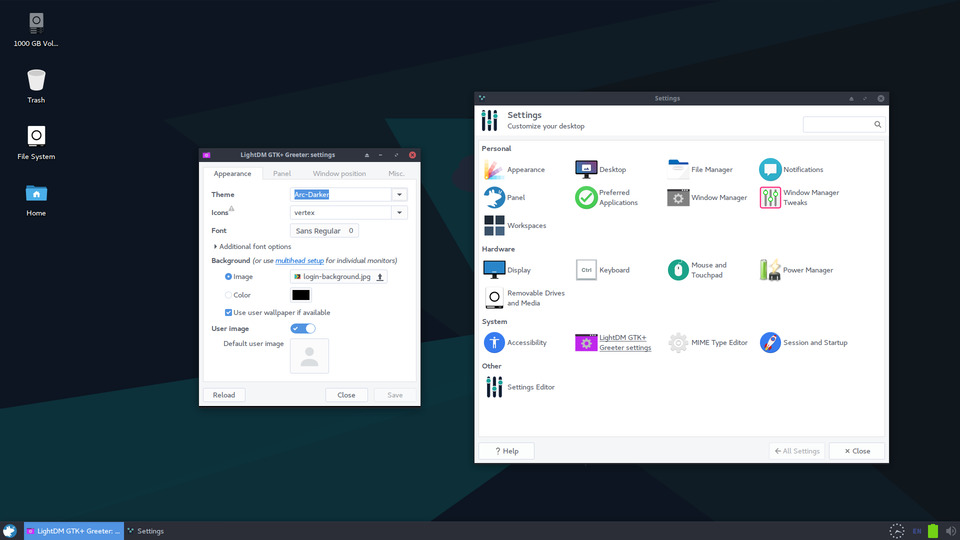 1000 GB Vol...
Trash
File System
Home
LightDM GTK+ Greeter: settings
Appearance
Panel
Window position
Misc.
Theme
Arc-Darker
Icons
vertex
Font
Sans Regular 0
Additional font options
Background (or use multihead setup for individual monitors)
Image
login-background.jpg
Color
Use user wallpaper if available
User image
Default user image
Reload
Close
Save
Settings
Settings
Customize your desktop
Personal
Appearance
Desktop
File Manager
Notifications
Panel
Preferred
Applications
Window Manager
Window Manager
Tweaks
Workspaces
Hardware
Display
Ctrl
Keyboard
Mouse and
Touchpad
Power Manager
Removable Drives
and Media
System
Accessibility
LightDM GTK+
Greeter settings
MIME Type Editor
Session and Startup
Other
Settings Editor
? Help
All Settings
Close
LightDM GTK+ Greeter: ...
Settings
EN